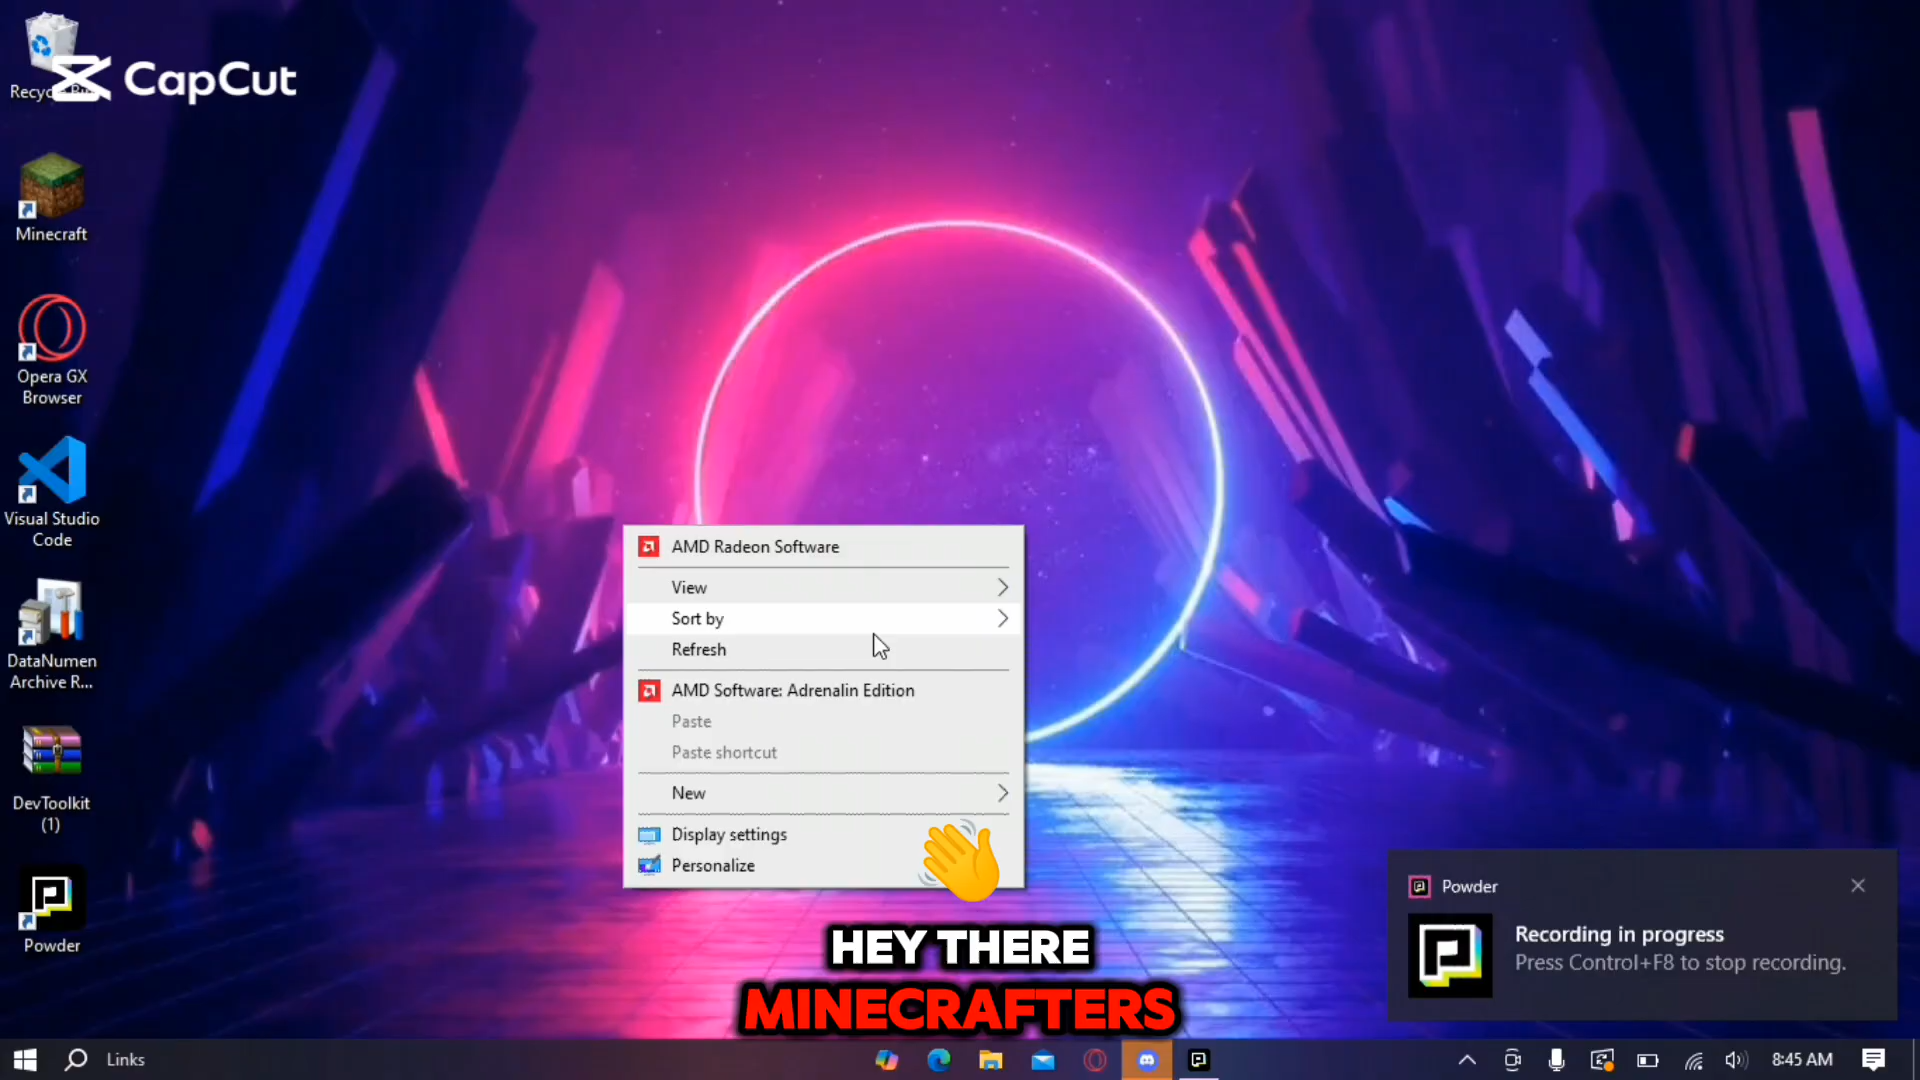 CapCut
Recyc
Minecraft
Opera GX
Browser
Visual Studio
Code
DataNumen
Archive R...
DevToolkit
(1)
Powder
AMD Radeon Software
View
Sort by
Refresh
AMD Software: Adrenalin Edition
Paste
Paste shortcut
New
Display settings
Personalize
HEY THERE
MINECRAFTERS
Powder
Recording in progress
Press Control+F8 to stop recording.
Links
8:45 AM